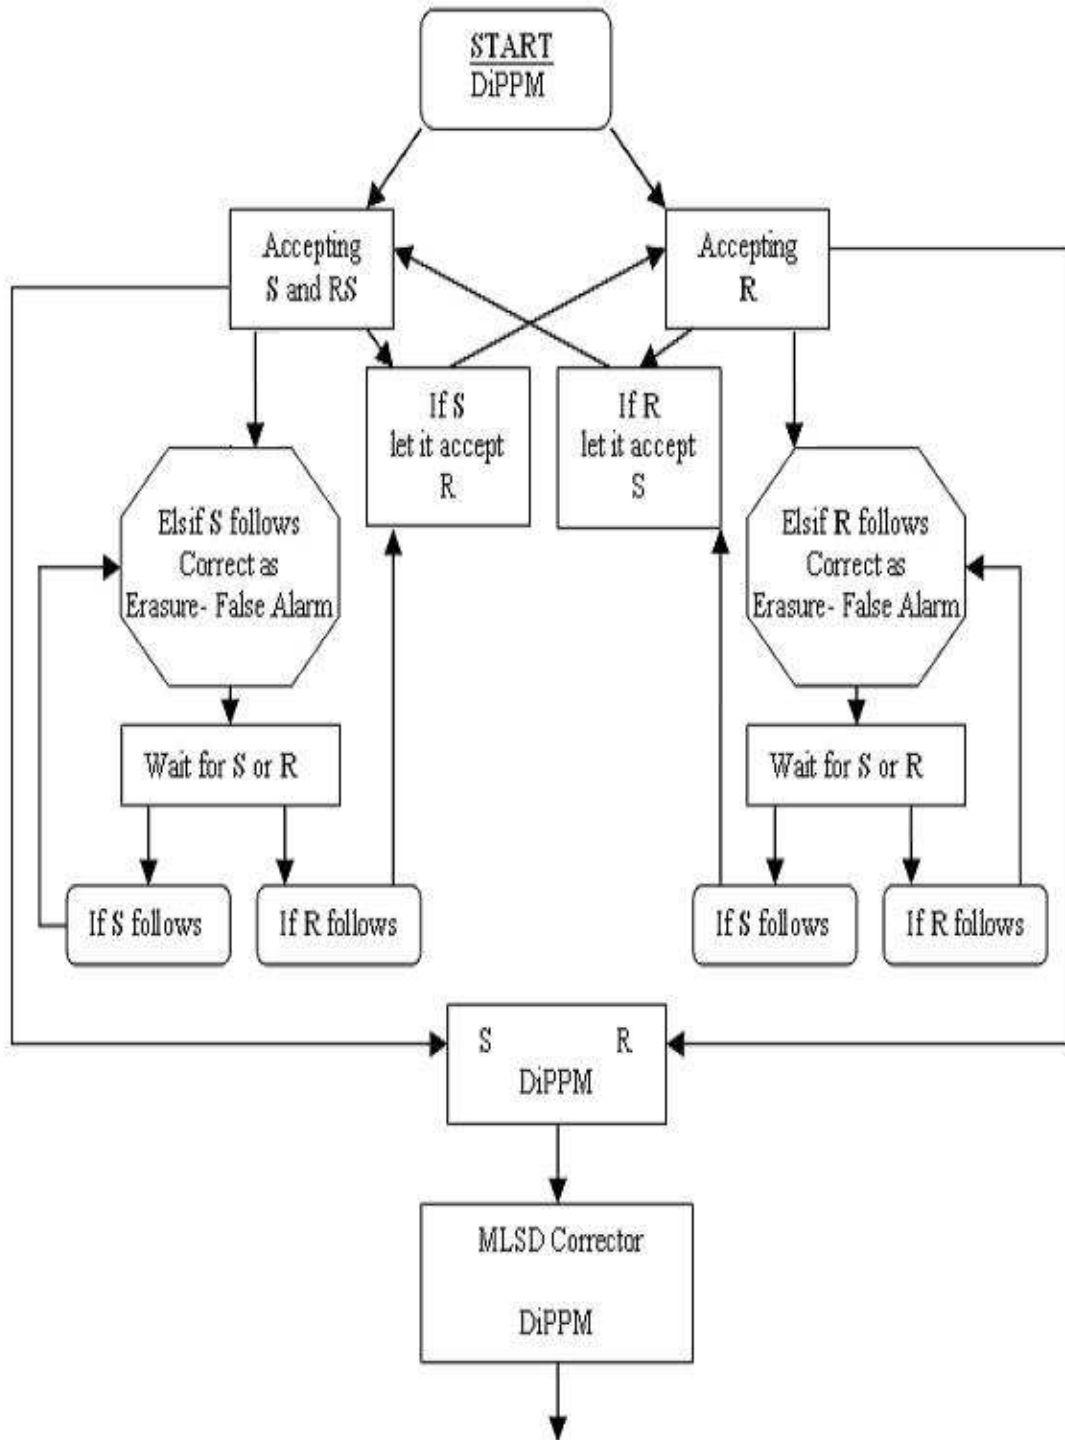 START
DiPPM
Accepting
S and RS
Accepting
R
If S
let it accept
R
If R
let it accept
S
Elsif S follows
Correct as
Erasure- False Alarm
Elsif R follows
Correct as
Erasure- False Alarm
Wait for S or R
Wait for S or R
If S follows
If R follows
If S follows
If R follows
S R
DiPPM
MLSD Corrector
DiPPM